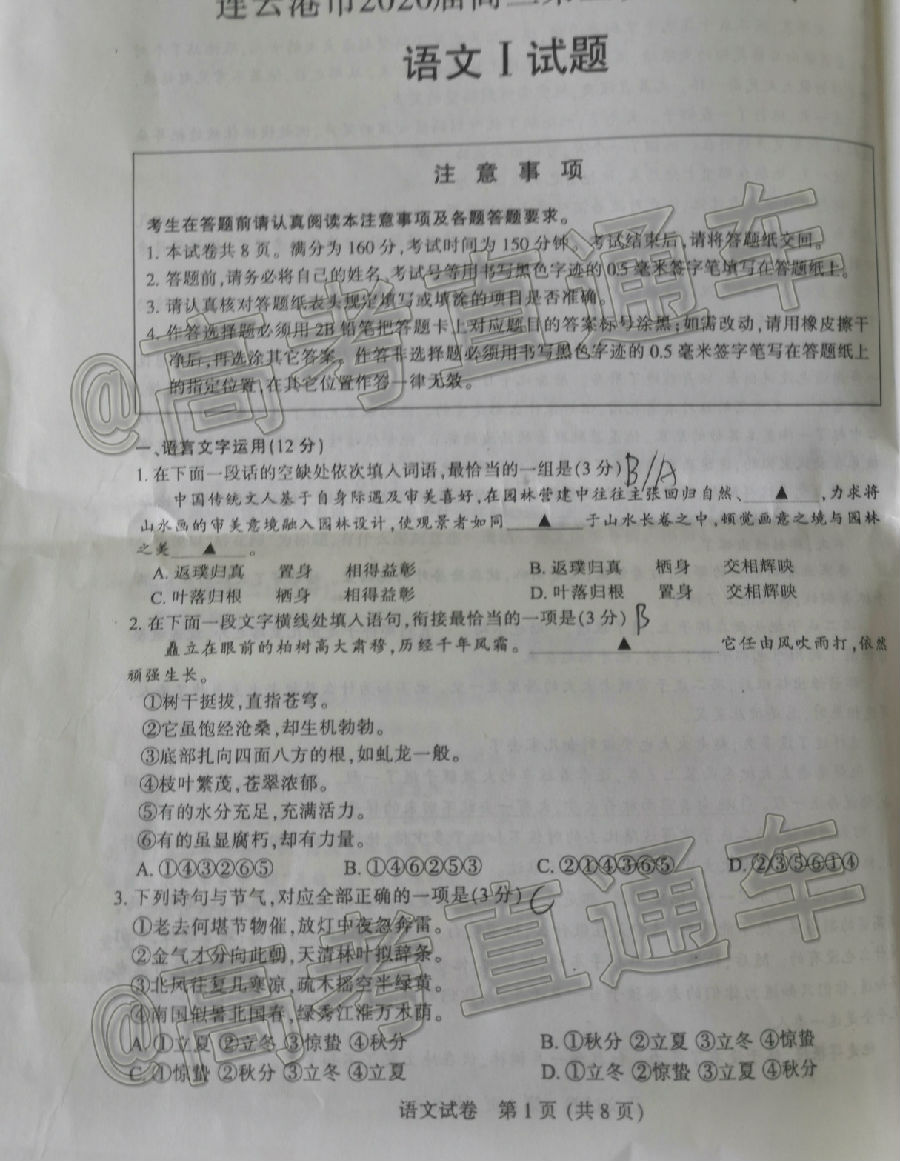 连云港市2020届高三第
语文 I 试题
注 意 事 项
考生在答题前请认真阅读本注意事项及各题答题要求。
1. 本试卷共 8 页。满分为 160 分,考试时间为 150 分钟。考试结束后,请将答题纸交回。
2. 答题前,请务必将自己的姓名、考试号等用书写黑色字迹的 0.5 毫米签字笔填写在答题纸上。
3. 请认真核对答题纸表头规定填写或填涂的项目是否准确。
4. 作答选择题必须用 2B 铅笔把答题卡上对应题目的答案标号涂黑;如需改动,请用橡皮擦干
净后,再选涂其它答案。作答非选择题必须用书写黑色字迹的 0.5 毫米签字笔写在答题纸上
的指定位置,在其它位置作答一律无效。
一、语言文字运用(12 分)
1. 在下面一段话的空缺处依次填入词语,最恰当的一组是(3 分) B//A
中国传统文人基于自身际遇及审美喜好,在园林营建中往往主张回归自然、 ▲ ,力求将
山水画的审美意境融入园林设计,使观景者如同 ▲ 于山水长卷之中,顿觉画意之境与园林
之美 ▲ 。
A. 返璞归真 置身 相得益彰 B. 返璞归真 栖身 交相辉映
C. 叶落归根 栖身 相得益彰 D. 叶落归根 置身 交相辉映
2. 在下面一段文字横线处填入语句,衔接最恰当的一项是(3 分) B
矗立在眼前的柏树高大肃穆,历经千年风霜。 ▲ 它任由风吹雨打,依然
顽强生长。
①树干挺拔,直指苍穹。
②它虽饱经沧桑,却生机勃勃。
③底部扎向四面八方的根,如虬龙一般。
④枝叶繁茂,苍翠浓郁。
⑤有的水分充足,充满活力。
⑥有的虽显腐朽,却有力量。
A. ①④③②⑥⑤ B. ①④⑥②⑤③ C. ②①④③⑥⑤ D. ②③⑤⑥①④
3. 下列诗句与节气,对应全部正确的一项是(3 分) C
①老去何堪节物催,放灯中夜忽奔雷。
②金气才分向此朝,天清林叶拟辞条。
③北风往复几寒凉,疏木摇空半绿黄。
④南国似暑北国春,绿秀江淮万木荫。
A. ①立夏 ②立冬 ③惊蛰 ④秋分 B. ①秋分 ②立夏 ③立冬 ④惊蛰
C. ①惊蛰 ②秋分 ③立冬 ④立夏 D. ①立冬 ②惊蛰 ③立夏 ④秋分
语文试卷 第 1 页 (共 8 页)
@高考直通车
@高考直通车